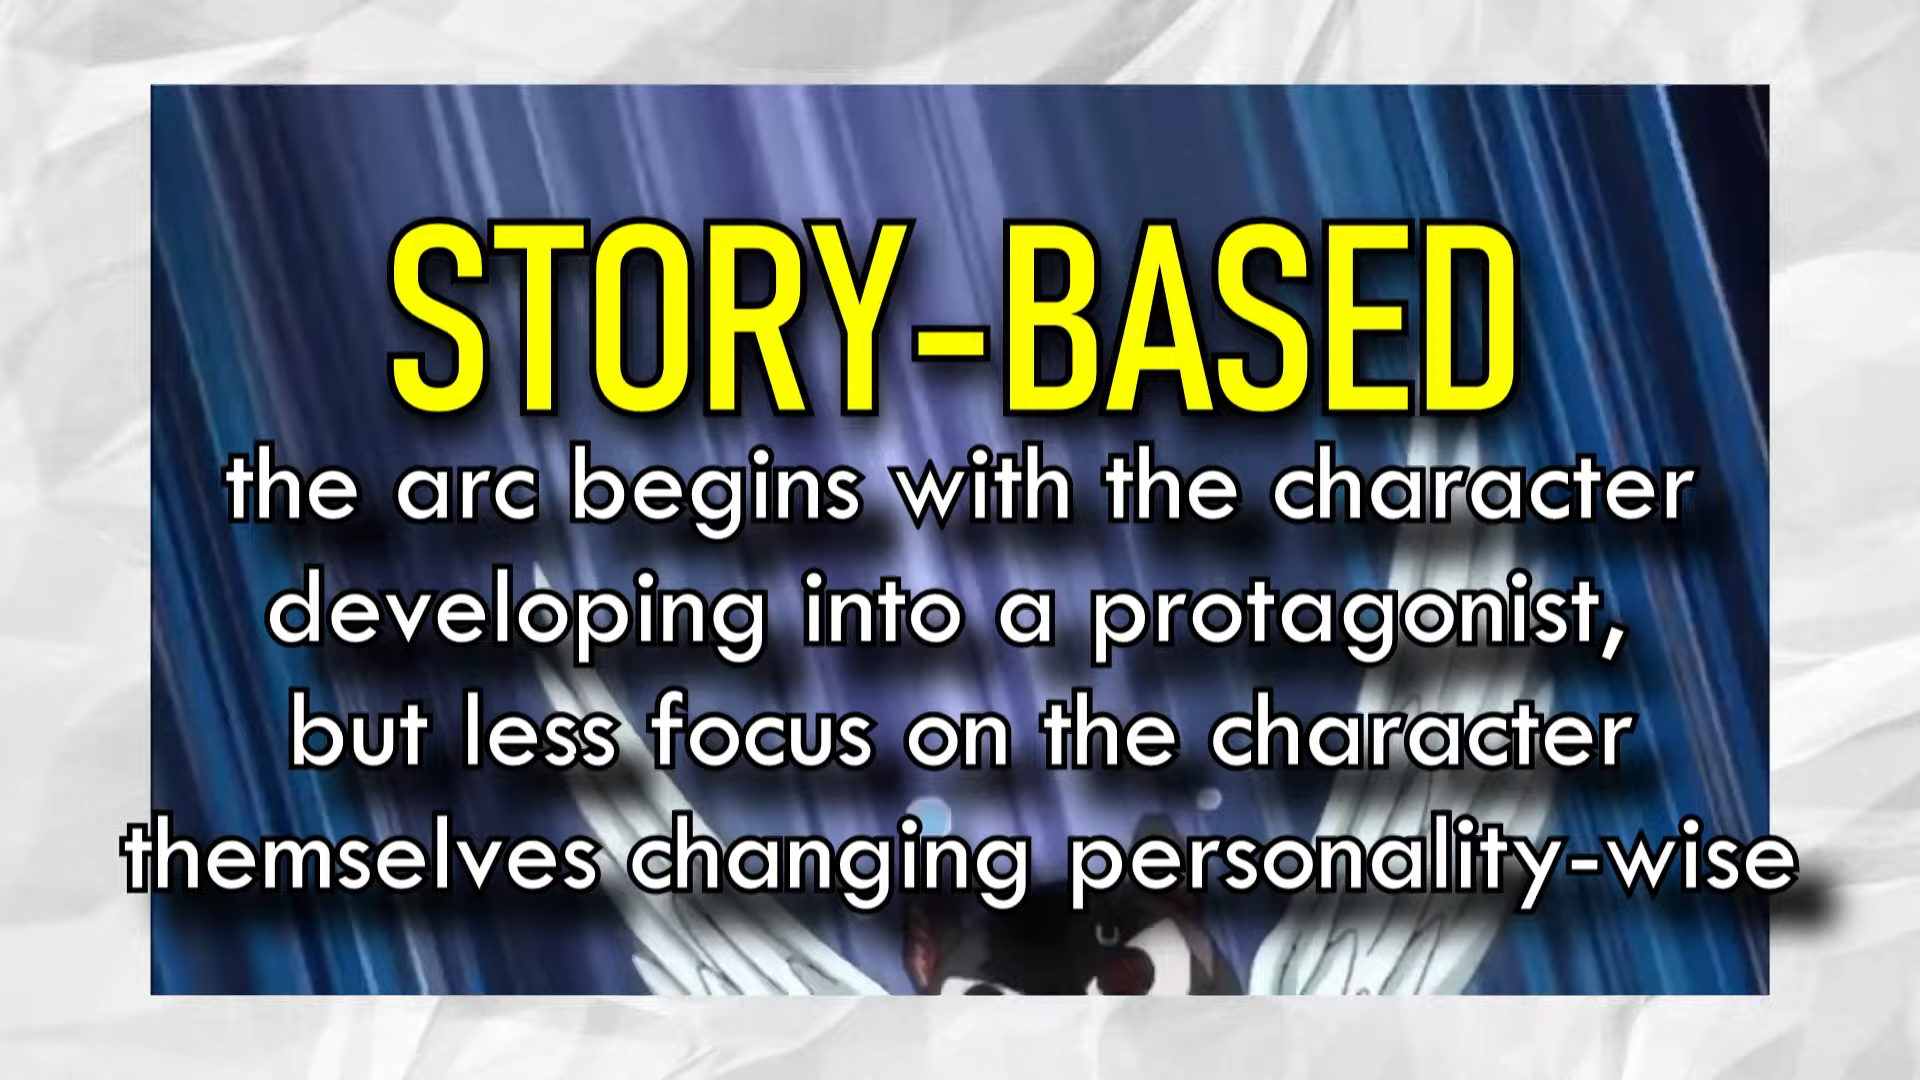 STORY-BASED
the arc begins with the character
developing into a protagonist,
but less focus on the character
themselves changing personality-wise